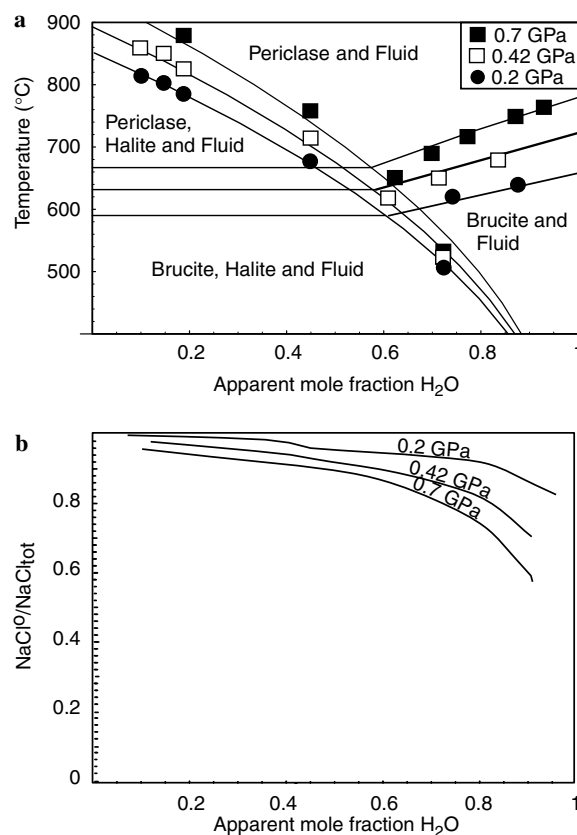 a
900
800
700
600
500
Temperature (°C)
Periclase and Fluid
0.7 GPa
0.42 GPa
0.2 GPa
Periclase,
Halite and Fluid
Brucite and
Fluid
Brucite, Halite and Fluid
0.2
0.4
0.6
0.8
1
Apparent mole fraction H₂O
b
0.8
0.6
0.4
0.2
0
NaClº/NaCltot
0.2 GPa
0.42 GPa
0.7 GPa
0.2
0.4
0.6
0.8
1
Apparent mole fraction H₂O